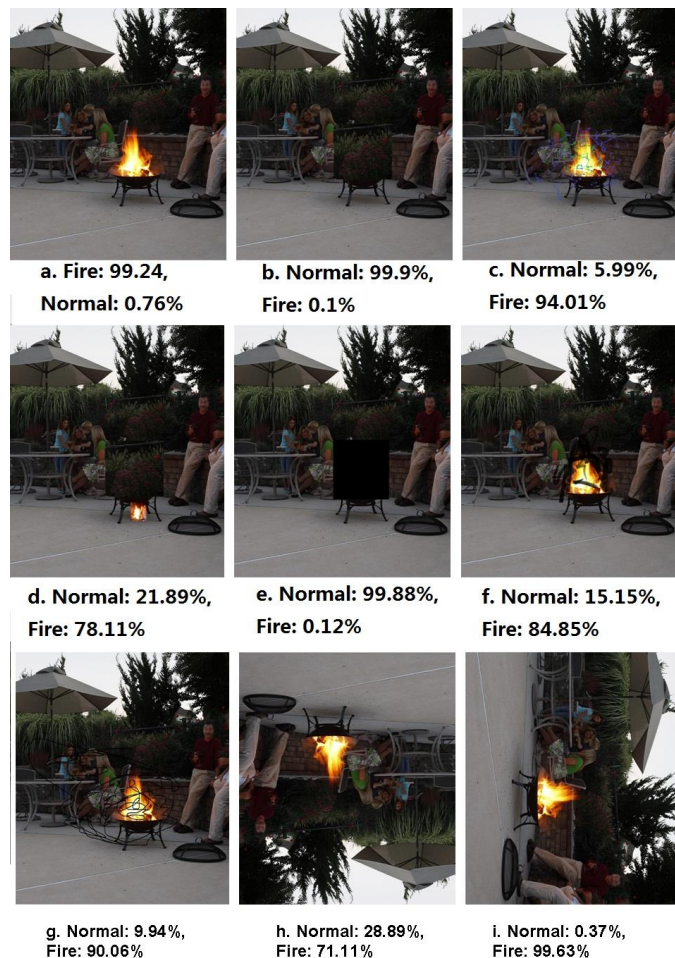 a. Fire: 99.24,
Normal: 0.76%
b. Normal: 99.9%,
Fire: 0.1%
c. Normal: 5.99%,
Fire: 94.01%
d. Normal: 21.89%,
Fire: 78.11%
e. Normal: 99.88%,
Fire: 0.12%
f. Normal: 15.15%,
Fire: 84.85%
g. Normal: 9.94%,
Fire: 90.06%
h. Normal: 28.89%,
Fire: 71.11%
i. Normal: 0.37%,
Fire: 99.63%